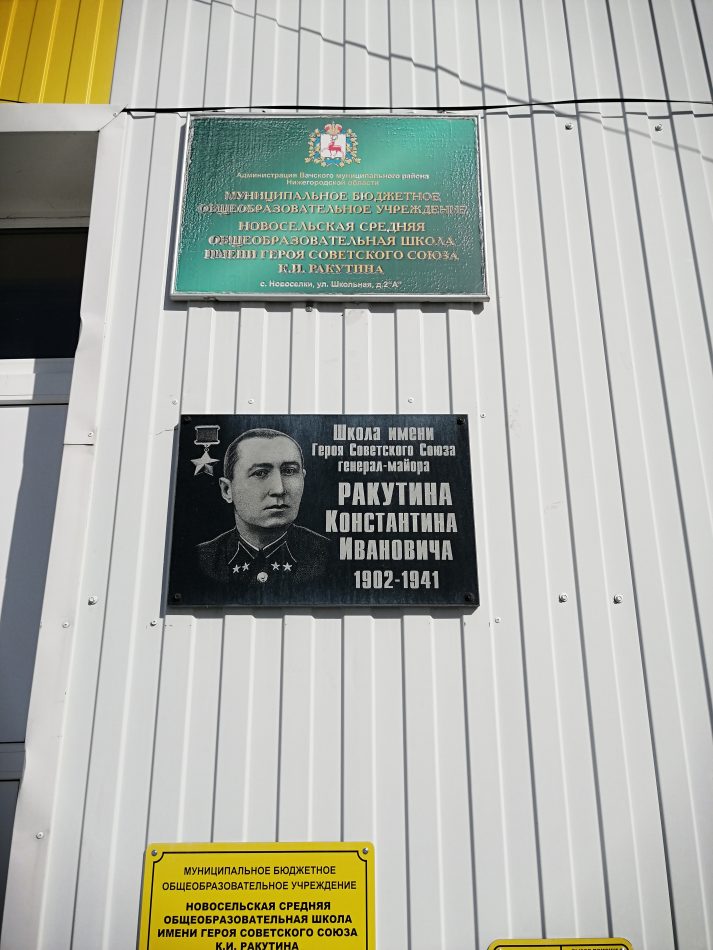 Администрация Вачского муниципального района
Нижегородской области
МУНИЦИПАЛЬНОЕ БЮДЖЕТНОЕ
ОБЩЕОБРАЗОВАТЕЛЬНОЕ УЧРЕЖДЕНИЕ
НОВОСЕЛЬСКАЯ СРЕДНЯЯ
ОБЩЕОБРАЗОВАТЕЛЬНАЯ ШКОЛА
ИМЕНИ ГЕРОЯ СОВЕТСКОГО СОЮЗА
К.И. РАКУТИНА
с. Новоселки, ул. Школьная, д.2"А"
Школа имени
Героя Советского Союза
генерал-майора
РАКУТИНА
Константина
Ивановича
1902-1941
МУНИЦИПАЛЬНОЕ БЮДЖЕТНОЕ
ОБЩЕОБРАЗОВАТЕЛЬНОЕ УЧРЕЖДЕНИЕ
НОВОСЕЛЬСКАЯ СРЕДНЯЯ
ОБЩЕОБРАЗОВАТЕЛЬНАЯ ШКОЛА
ИМЕНИ ГЕРОЯ СОВЕТСКОГО СОЮЗА
К.И. РАКУТИНА